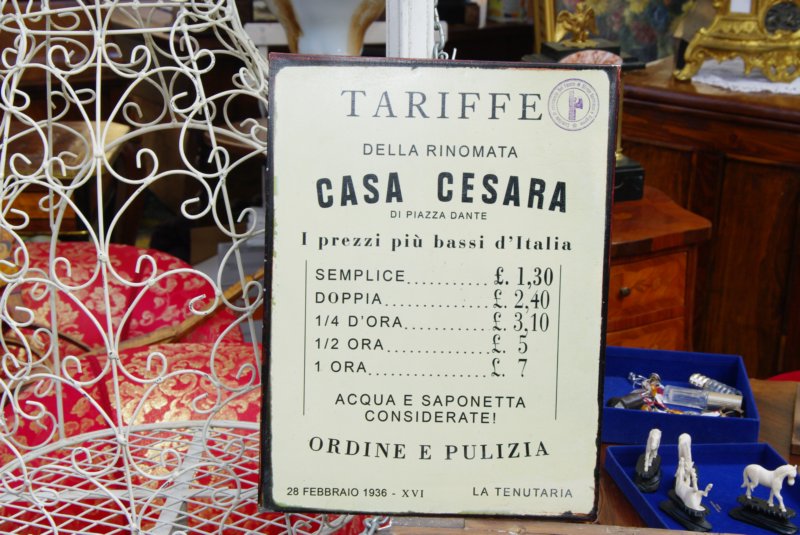 TARIFFE
DELLA RINOMATA
CASA CESARA
DI PIAZZA DANTE
I prezzi più bassi d'Italia
SEMPLICE........... £. 1,30
DOPPIA.............. £. 2,40
1/4 D'ORA........... £. 3,10
1/2 ORA.............. £. 5
1 ORA................ £. 7
ACQUA E SAPONETTA
CONSIDERATE!
ORDINE E PULIZIA
28 FEBBRAIO 1936 - XVI LA TENUTARIA